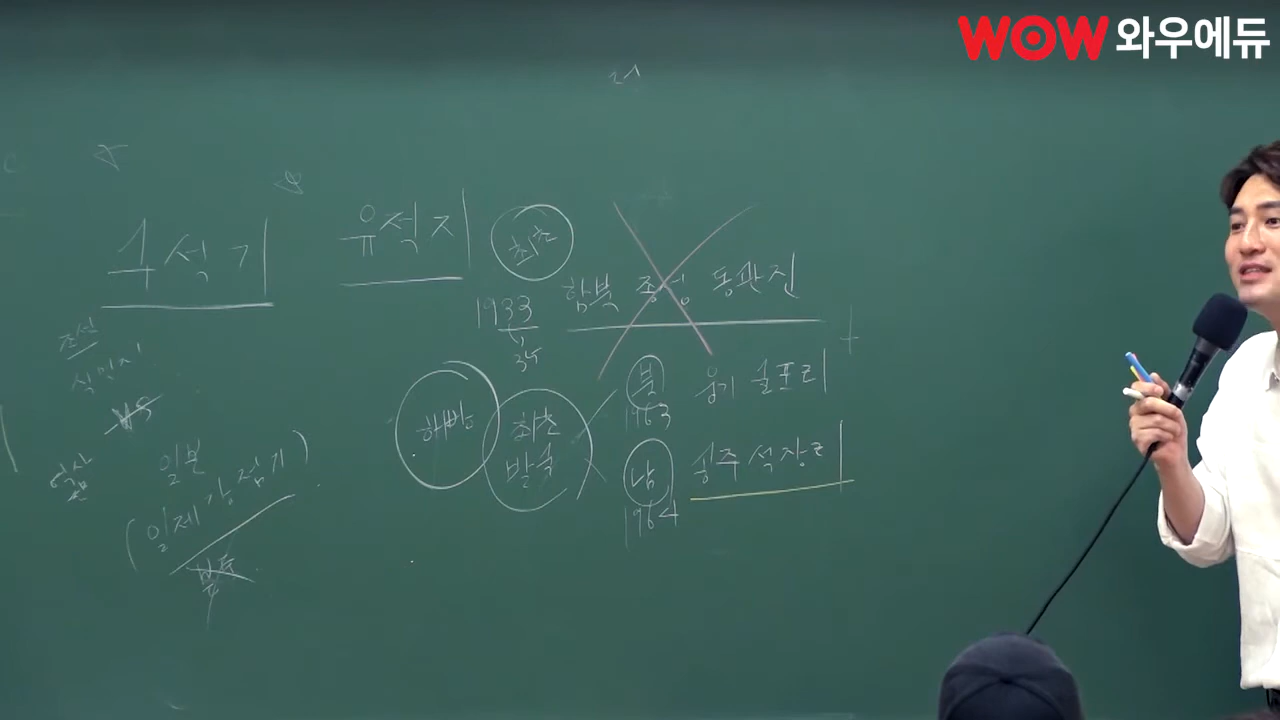 WOW 와우에듀
구석기
유적지
최초
1933
35
함북 종성 동관진
조선
식민지
VS
일본
(일제강점기)
해방
최초
발굴
북
1963
웅기 굴포리
남
1964
공주 석장리